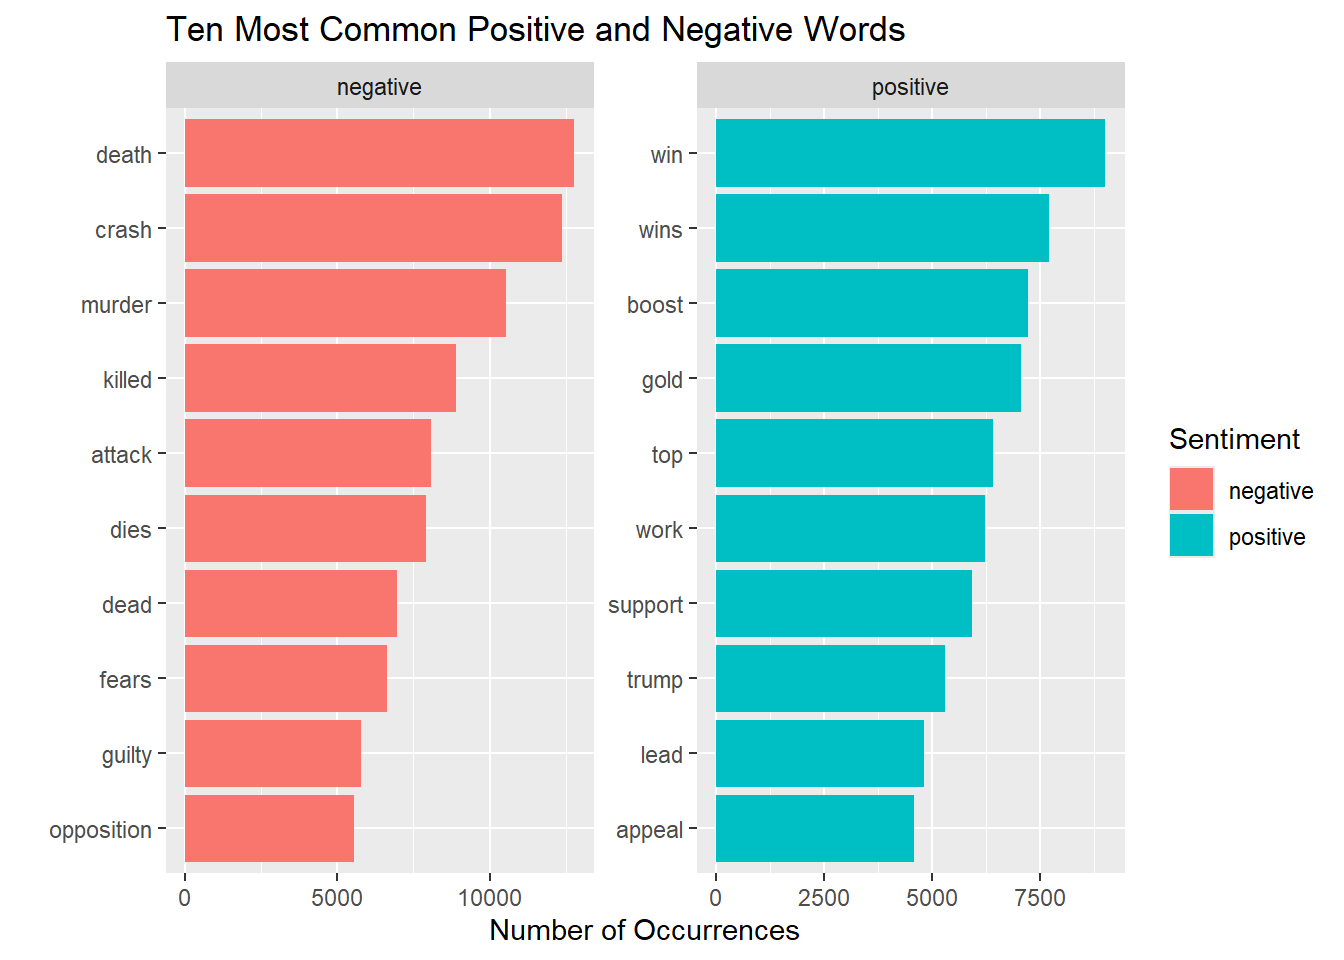 Ten Most Common Positive and Negative Words
negative
death
crash
murder
killed
attack
dies
dead
fears
guilty
opposition
0 5000 10000
positive
win
wins
boost
gold
top
work
support
trump
lead
appeal
0 2500 5000 7500
Number of Occurrences
Sentiment
negative
positive